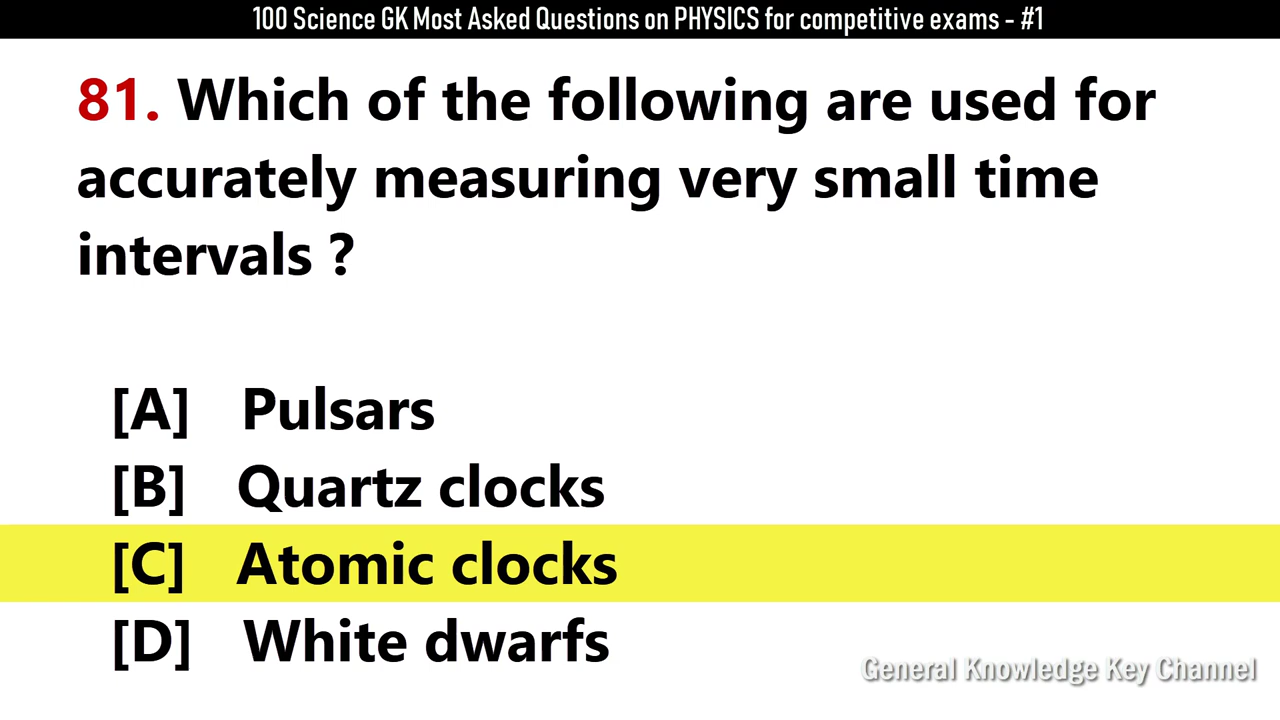 100 Science GK Most Asked Questions on PHYSICS for competitive exams - #1
81. Which of the following are used for
accurately measuring very small time
intervals ?
[A] Pulsars
[B] Quartz clocks
[C] Atomic clocks
[D] White dwarfs
General Knowledge Key Channel